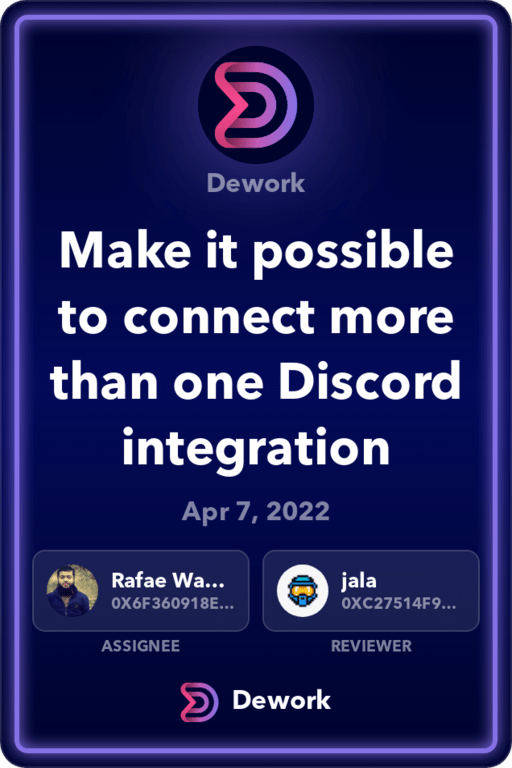 Dework
Make it possible
to connect more
than one Discord
integration
Apr 7, 2022
Rafae Wa...
0X6F360918E...
ASSIGNEE
jala
0XC27514F9...
REVIEWER
Dework